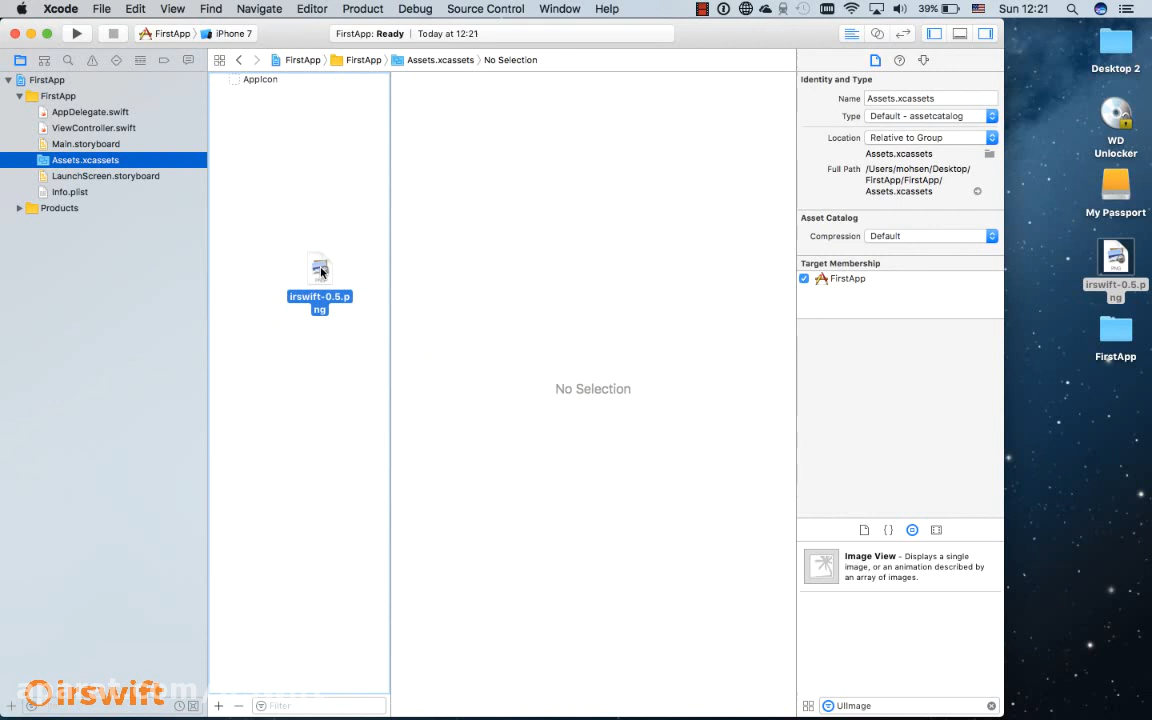 Xcode File Edit View Find Navigate Editor Product Debug Source Control Window Help 39% Sun 12:21
FirstApp iPhone 7 FirstApp: Ready Today at 12:21
FirstApp FirstApp Assets.xcassets No Selection
FirstApp
FirstApp
AppDelegate.swift
ViewController.swift
Main.storyboard
Assets.xcassets
LaunchScreen.storyboard
Info.plist
Products
AppIcon
irswift-0.5.p
ng
No Selection
Identity and Type
Name Assets.xcassets
Type Default - assetcatalog
Location Relative to Group
Assets.xcassets
Full Path /Users/mohsen/Desktop/
FirstApp/FirstApp/
Assets.xcassets
Asset Catalog
Compression Default
Target Membership
FirstApp
{ }
Image View - Displays a single
image, or an animation described by
an array of images.
Filter
UIImage
Desktop 2
WD
Unlocker
My Passport
PNG
irswift-0.5.p
ng
FirstApp
irswift